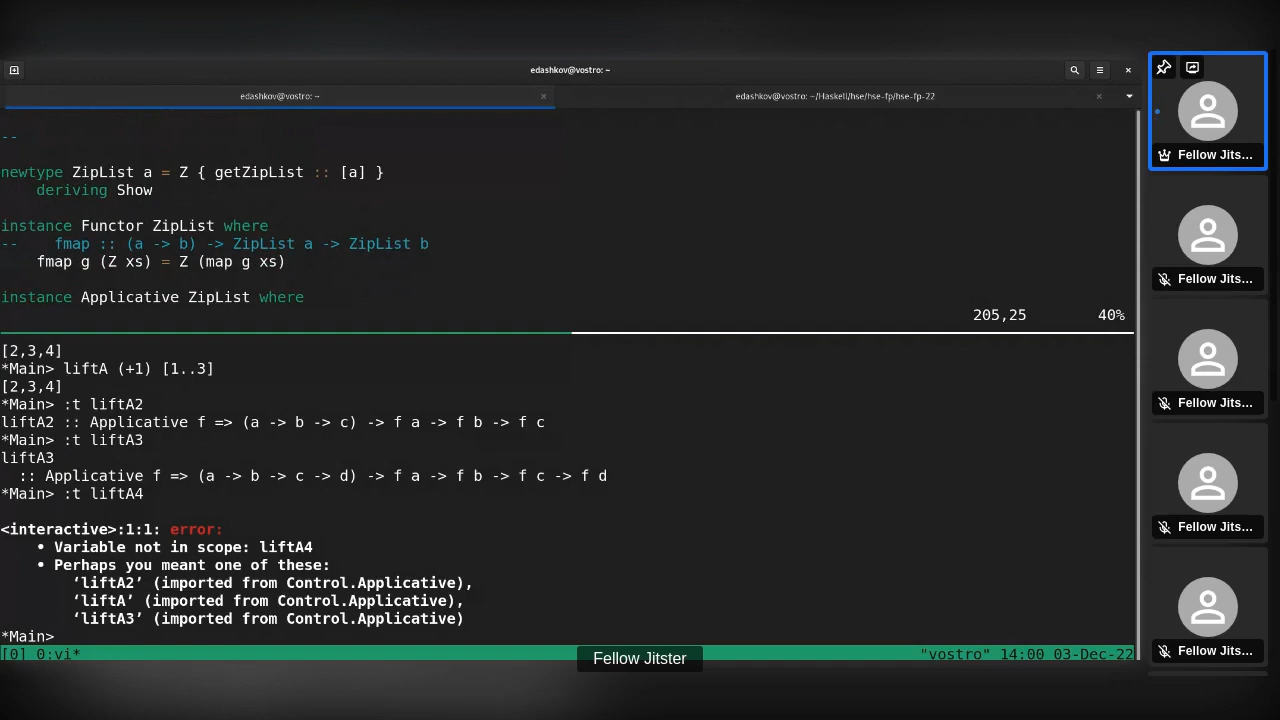 edashkov@vostro: ~
edashkov@vostro: ~
edashkov@vostro: ~/Haskell/hse/hse-fp/hse-fp-22
--
newtype ZipList a = Z { getZipList :: [a] }
    deriving Show
instance Functor ZipList where
--    fmap :: (a -> b) -> ZipList a -> ZipList b
    fmap g (Z xs) = Z (map g xs)
instance Applicative ZipList where
205,25 40%
[2,3,4]
*Main> liftA (+1) [1..3]
[2,3,4]
*Main> :t liftA2
liftA2 :: Applicative f => (a -> b -> c) -> f a -> f b -> f c
*Main> :t liftA3
liftA3
  :: Applicative f => (a -> b -> c -> d) -> f a -> f b -> f c -> f d
*Main> :t liftA4
<interactive>:1:1: error:
    • Variable not in scope: liftA4
    • Perhaps you meant one of these:
        ‘liftA2’ (imported from Control.Applicative),
        ‘liftA’ (imported from Control.Applicative),
        ‘liftA3’ (imported from Control.Applicative)
*Main>
[0] 0:vi* "vostro" 14:00 03-Dec-22
Fellow Jitster
Fellow Jits...
Fellow Jits...
Fellow Jits...
Fellow Jits...
Fellow Jits...